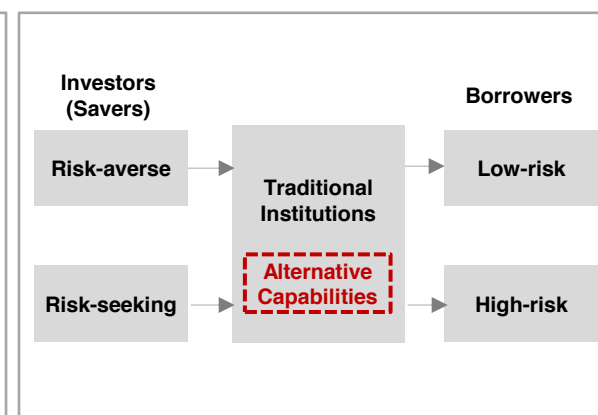 Investors
(Savers)
Borrowers
Risk-averse
Traditional
Institutions
Low-risk
Alternative
Capabilities
Risk-seeking
High-risk